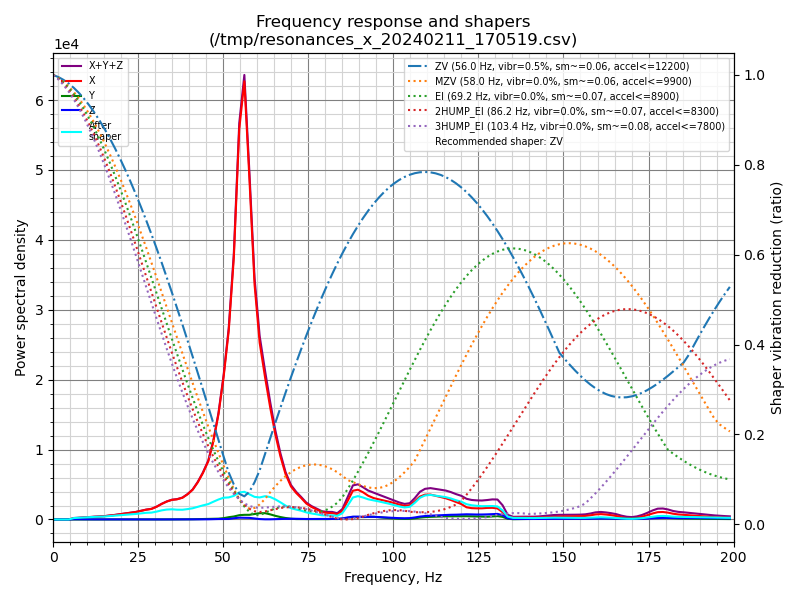 Frequency response and shapers
(/tmp/resonances_x_20240211_170519.csv)
1e4
X+Y+Z
X
Y
Z
After
shaper
ZV (56.0 Hz, vibr=0.5%, sm~=0.06, accel<=12200)
MZV (58.0 Hz, vibr=0.0%, sm~=0.06, accel<=9900)
EI (69.2 Hz, vibr=0.0%, sm~=0.07, accel<=8900)
2HUMP_EI (86.2 Hz, vibr=0.0%, sm~=0.07, accel<=8300)
3HUMP_EI (103.4 Hz, vibr=0.0%, sm~=0.08, accel<=7800)
Recommended shaper: ZV
Power spectral density
6
5
4
3
2
1
0
1.0
0.8
0.6
0.4
0.2
0.0
Shaper vibration reduction (ratio)
0 25 50 75 100 125 150 175 200
Frequency, Hz